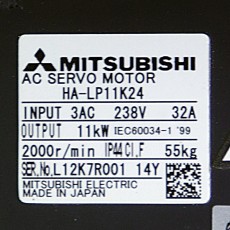 MITSUBISHI
AC SERVO MOTOR
HA-LP11K24
INPUT 3AC 238V 32A
OUTPUT 11kW IEC60034-1 '99
2000r/min IP44 CI.F 55kg
SER.No.L12K7R001 14Y
MITSUBISHI ELECTRIC
MADE IN JAPAN